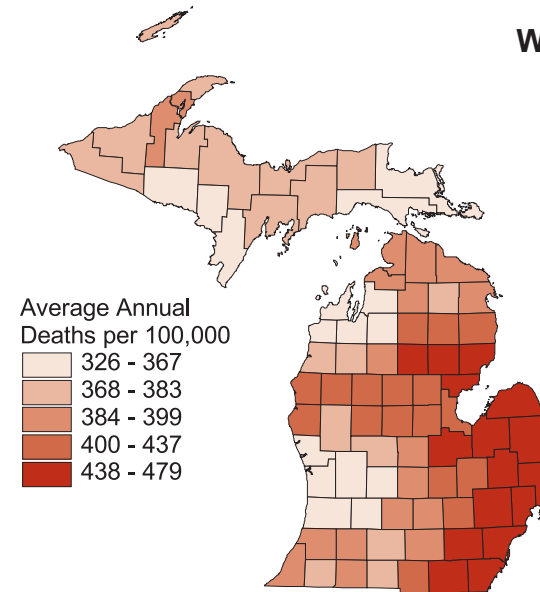 W
Average Annual
Deaths per 100,000
326 - 367
368 - 383
384 - 399
400 - 437
438 - 479